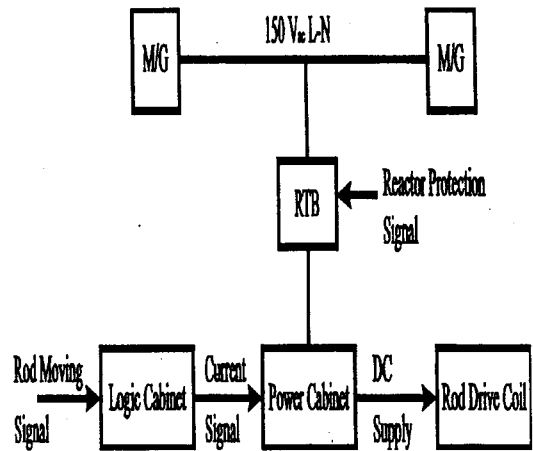 150 Vac L-N
M/G
M/G
RTB
Reactor Protection
Signal
Rod Moving
Signal
Logic Cabinet
Current
Signal
Power Cabinet
DC
Supply
Rod Drive Coil